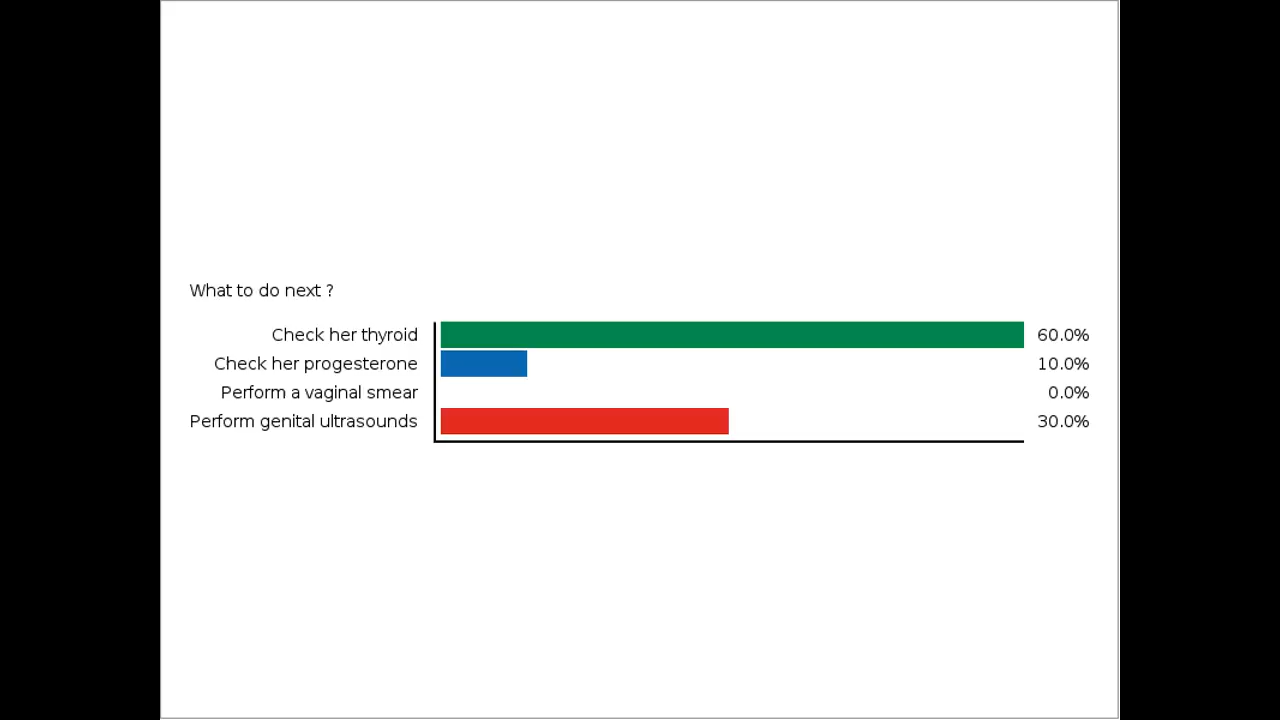 What to do next ?
Check her thyroid 60.0%
Check her progesterone 10.0%
Perform a vaginal smear 0.0%
Perform genital ultrasounds 30.0%